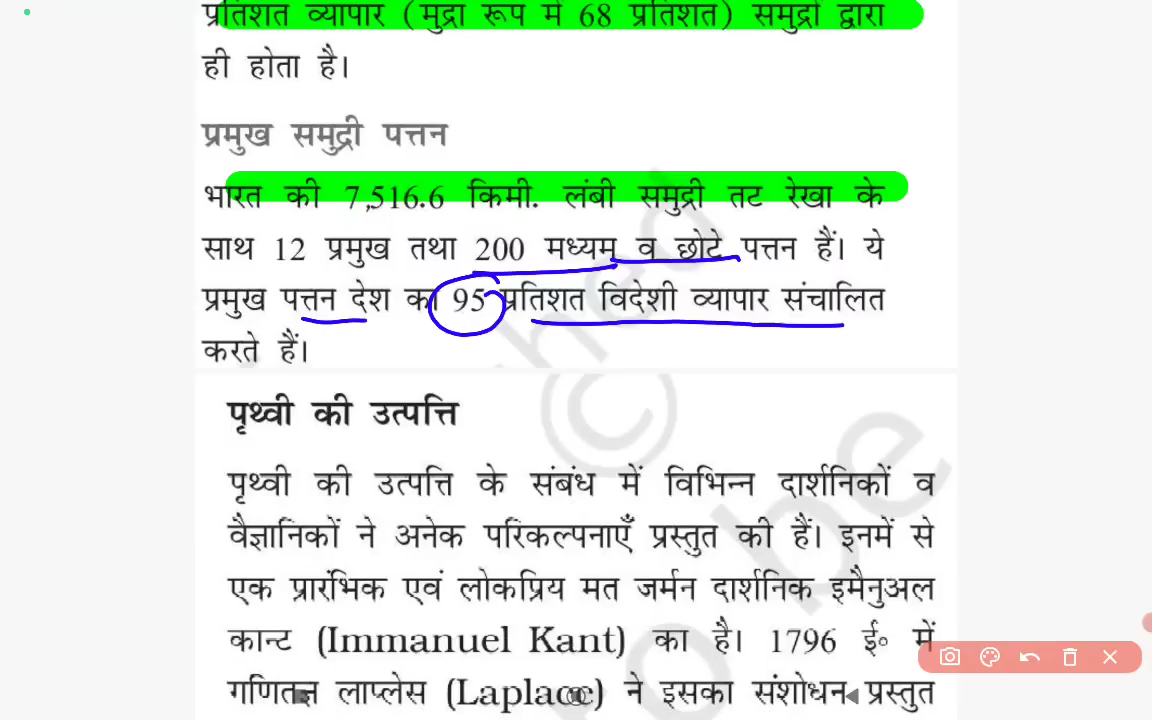 प्रतिशत व्यापार (मुद्रा रूप में 68 प्रतिशत) समुद्रों द्वारा
ही होता है।
प्रमुख समुद्री पत्तन
भारत की 7,516.6 किमी. लंबी समुद्री तट रेखा के
साथ 12 प्रमुख तथा 200 मध्यम व छोटे पत्तन हैं। ये
प्रमुख पत्तन देश का 95 प्रतिशत विदेशी व्यापार संचालित
करते हैं।
पृथ्वी की उत्पत्ति
पृथ्वी की उत्पत्ति के संबंध में विभिन्न दार्शनिकों व
वैज्ञानिकों ने अनेक परिकल्पनाएँ प्रस्तुत की हैं। इनमें से
एक प्रारंभिक एवं लोकप्रिय मत जर्मन दार्शनिक इमैनुअल
कान्ट (Immanuel Kant) का है। 1796 ई॰ में
गणितज्ञ लाप्लेस (Laplace) ने इसका संशोधन प्रस्तुत